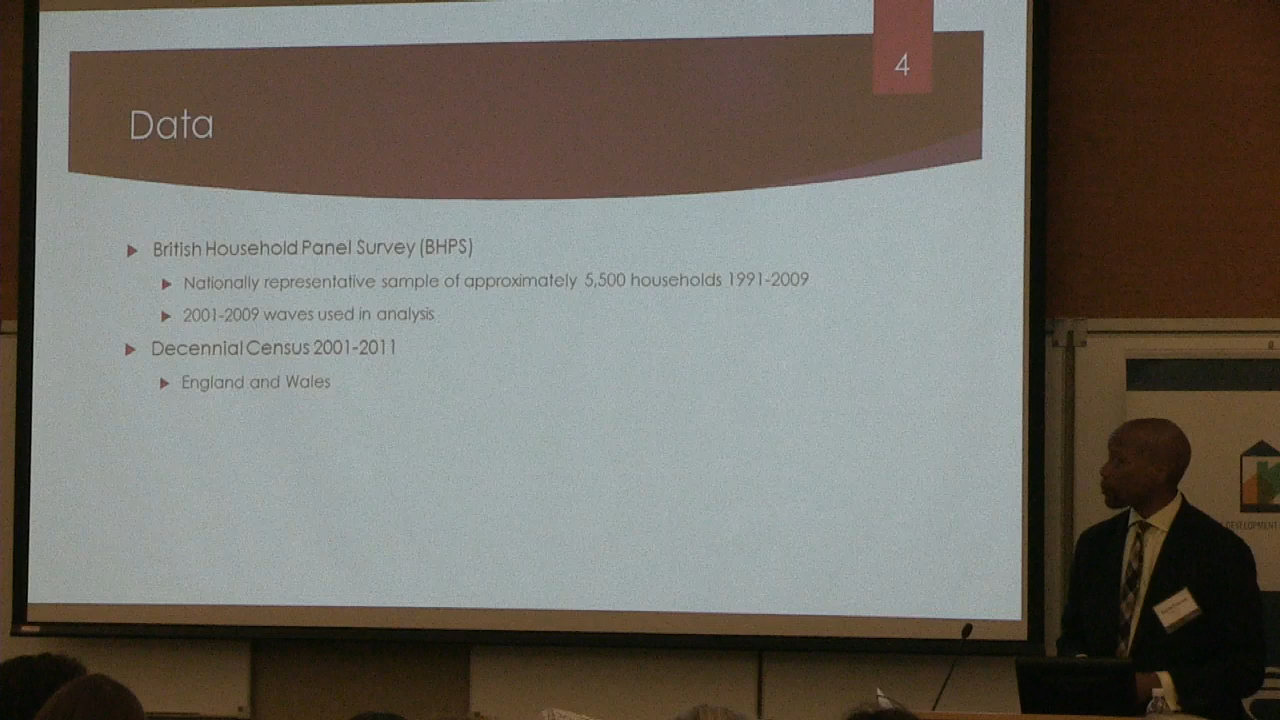 4
Data
British Household Panel Survey (BHPS)
Nationally representative sample of approximately 5,500 households 1991-2009
2001-2009 waves used in analysis
Decennial Census 2001-2011
England and Wales
DEVELOPMENT